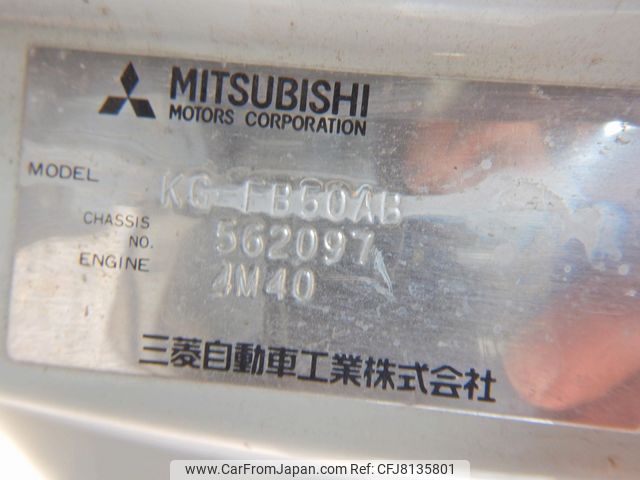 MITSUBISHI
MOTORS CORPORATION
MODEL KG-FB50AB
CHASSIS NO. 562097
ENGINE 4M40
三菱自動車工業株式会社
www.CarFromJapan.com | ID: CFJ8135801